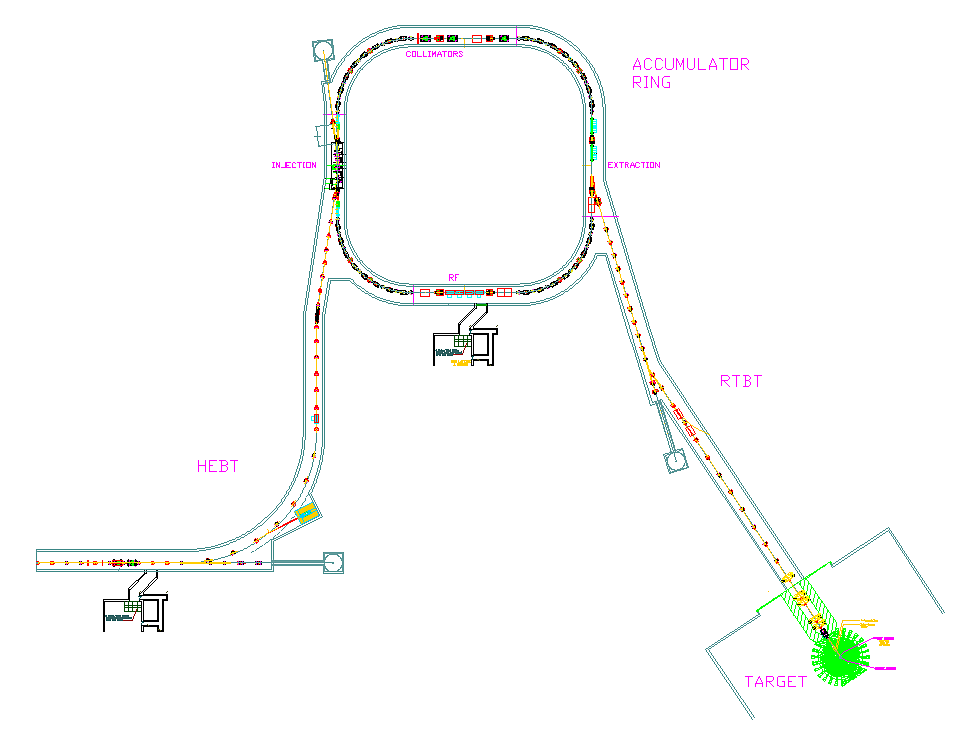 COLLIMATORS
ACCUMULATOR
RING
INJECTION
EXTRACTION
RF
RTBT
HEBT
TARGET